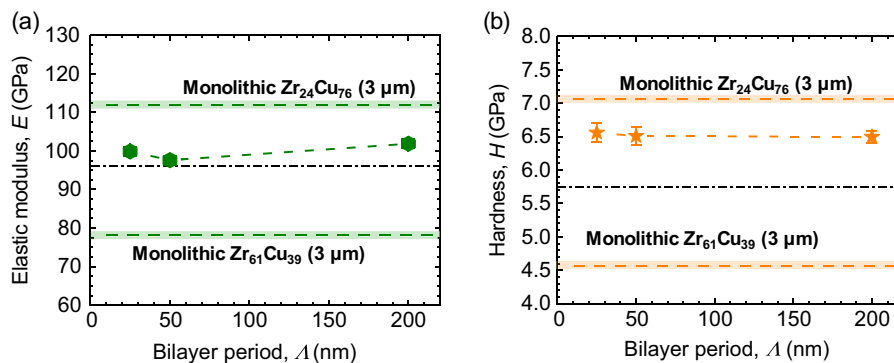 (a)
Elastic modulus, E (GPa)
130
120
110
100
90
80
70
60
Monolithic Zr24Cu76 (3 μm)
Monolithic Zr61Cu39 (3 μm)
0 50 100 150 200
Bilayer period, Λ (nm)
(b)
Hardness, H (GPa)
8.0
7.5
7.0
6.5
6.0
5.5
5.0
4.5
4.0
Monolithic Zr24Cu76 (3 μm)
Monolithic Zr61Cu39 (3 μm)
0 50 100 150 200
Bilayer period, Λ (nm)